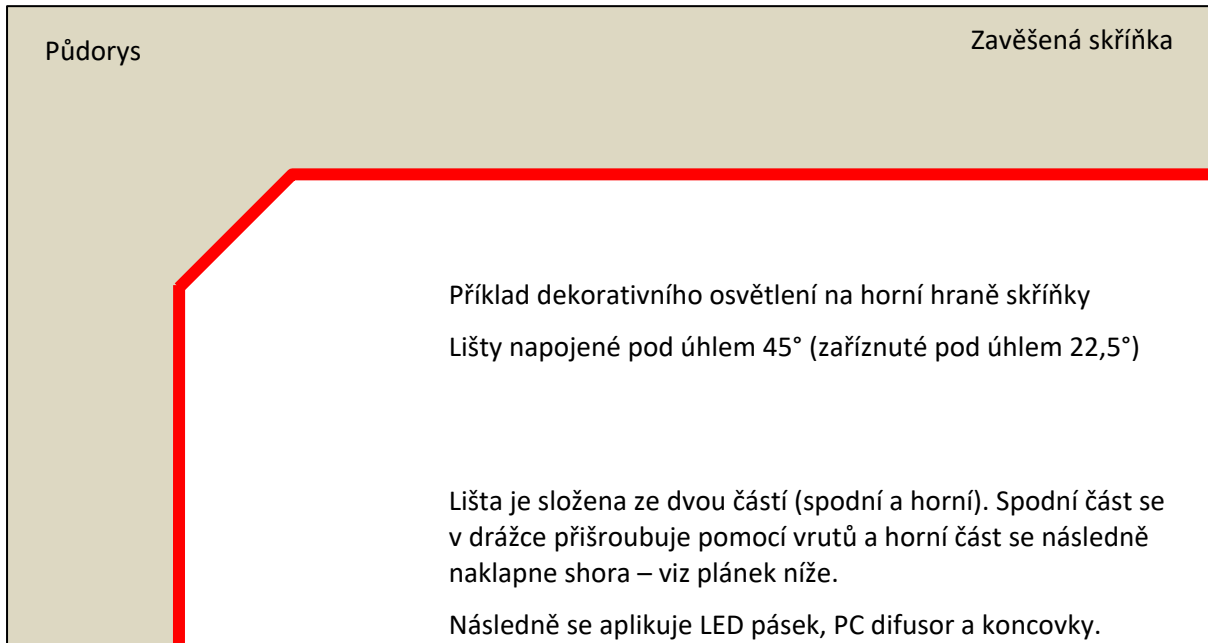 Půdorys
Zavěšená skříňka
Příklad dekorativního osvětlení na horní hraně skříňky
Lišty napojené pod úhlem 45° (zaříznuté pod úhlem 22,5°)
Lišta je složena ze dvou částí (spodní a horní). Spodní část se
v drážce přišroubuje pomocí vrutů a horní část se následně
naklapne shora – viz plánek níže.
Následně se aplikuje LED pásek, PC difusor a koncovky.